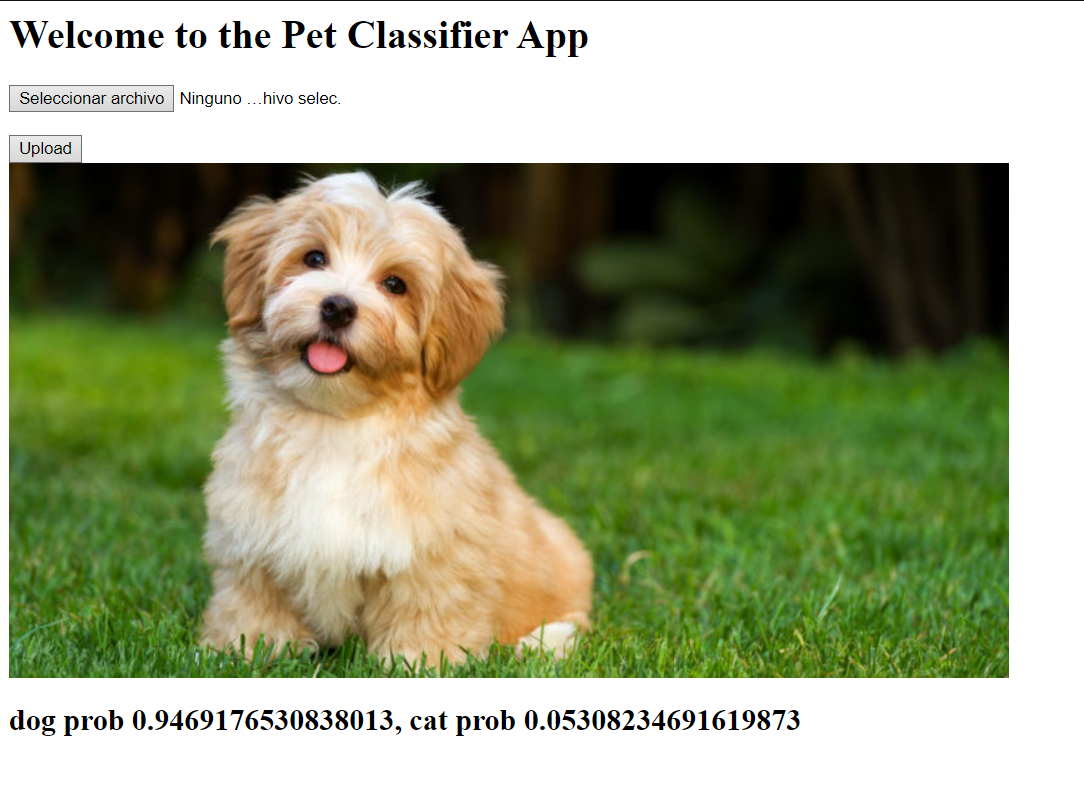 Welcome to the Pet Classifier App
Seleccionar archivo Ninguno …hivo selec.
Upload
dog prob 0.9469176530838013, cat prob 0.05308234691619873